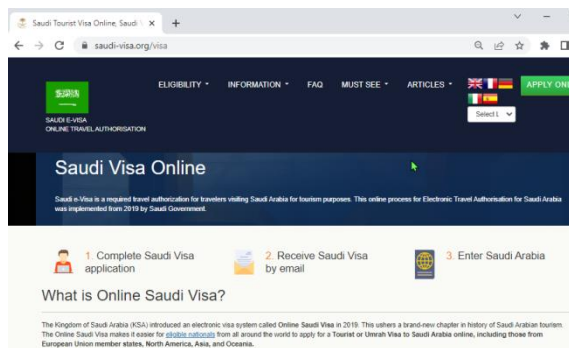 Saudi Tourist Visa Online, Saudi
saudi-visa.org/visa
ELIGIBILITY INFORMATION FAQ MUST SEE ARTICLES
APPLY ONL
SAUDI E-VISA
ONLINE TRAVEL AUTHORISATION
Select L
Saudi Visa Online
Saudi e-Visa is a required travel authorization for travelers visiting Saudi Arabia for tourism purposes. This online process for Electronic Travel Authorisation for Saudi Arabia
was implemented from 2019 by Saudi Government.
1. Complete Saudi Visa
application
2. Receive Saudi Visa
by email
3. Enter Saudi Arabia
What is Online Saudi Visa?
The Kingdom of Saudi Arabia (KSA) introduced an electronic visa system called Online Saudi Visa in 2019. This ushers a brand-new chapter in history of Saudi Arabian tourism.
The Online Saudi Visa makes it easier for eligible nationals from all around the world to apply for a Tourist or Umrah Visa to Saudi Arabia online, including those from
European Union member states, North America, Asia, and Oceania.